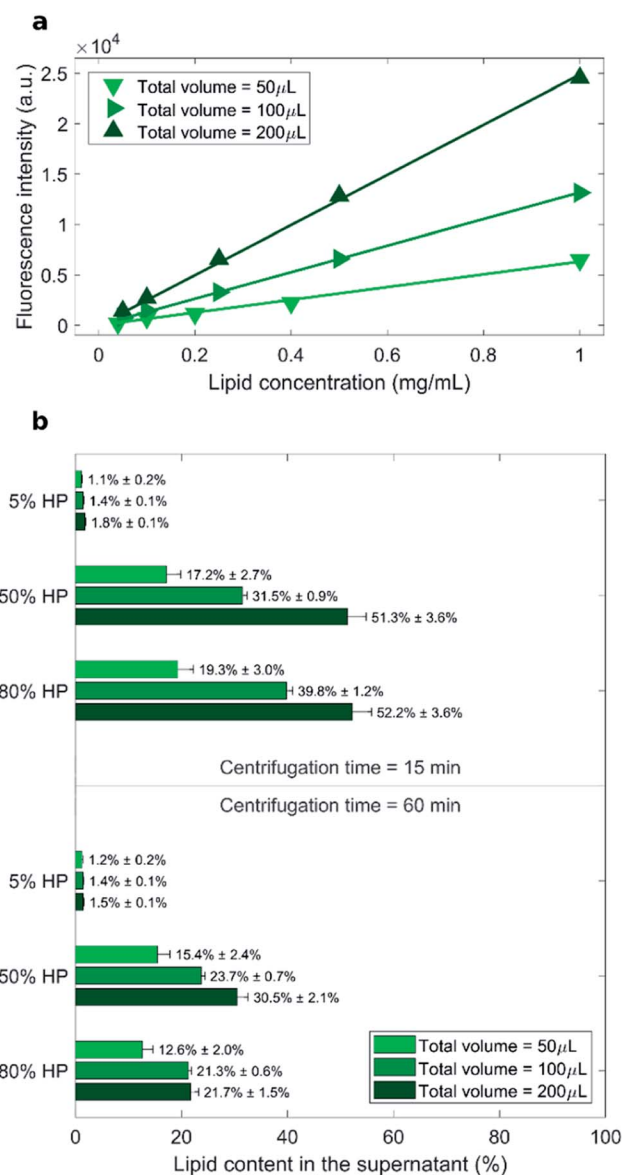 a
×10⁴
Fluorescence intensity (a.u.)
2.5
2
1.5
1
0.5
0
Total volume = 50μL
Total volume = 100μL
Total volume = 200μL
0
0.2
0.4
0.6
0.8
1
Lipid concentration (mg/mL)
b
5% HP
1.1% ± 0.2%
1.4% ± 0.1%
1.8% ± 0.1%
50% HP
17.2% ± 2.7%
31.5% ± 0.9%
51.3% ± 3.6%
80% HP
19.3% ± 3.0%
39.8% ± 1.2%
52.2% ± 3.6%
Centrifugation time = 15 min
Centrifugation time = 60 min
5% HP
1.2% ± 0.2%
1.4% ± 0.1%
1.5% ± 0.1%
50% HP
15.4% ± 2.4%
23.7% ± 0.7%
30.5% ± 2.1%
80% HP
12.6% ± 2.0%
21.3% ± 0.6%
21.7% ± 1.5%
Total volume = 50μL
Total volume = 100μL
Total volume = 200μL
0
20
40
60
80
100
Lipid content in the supernatant (%)